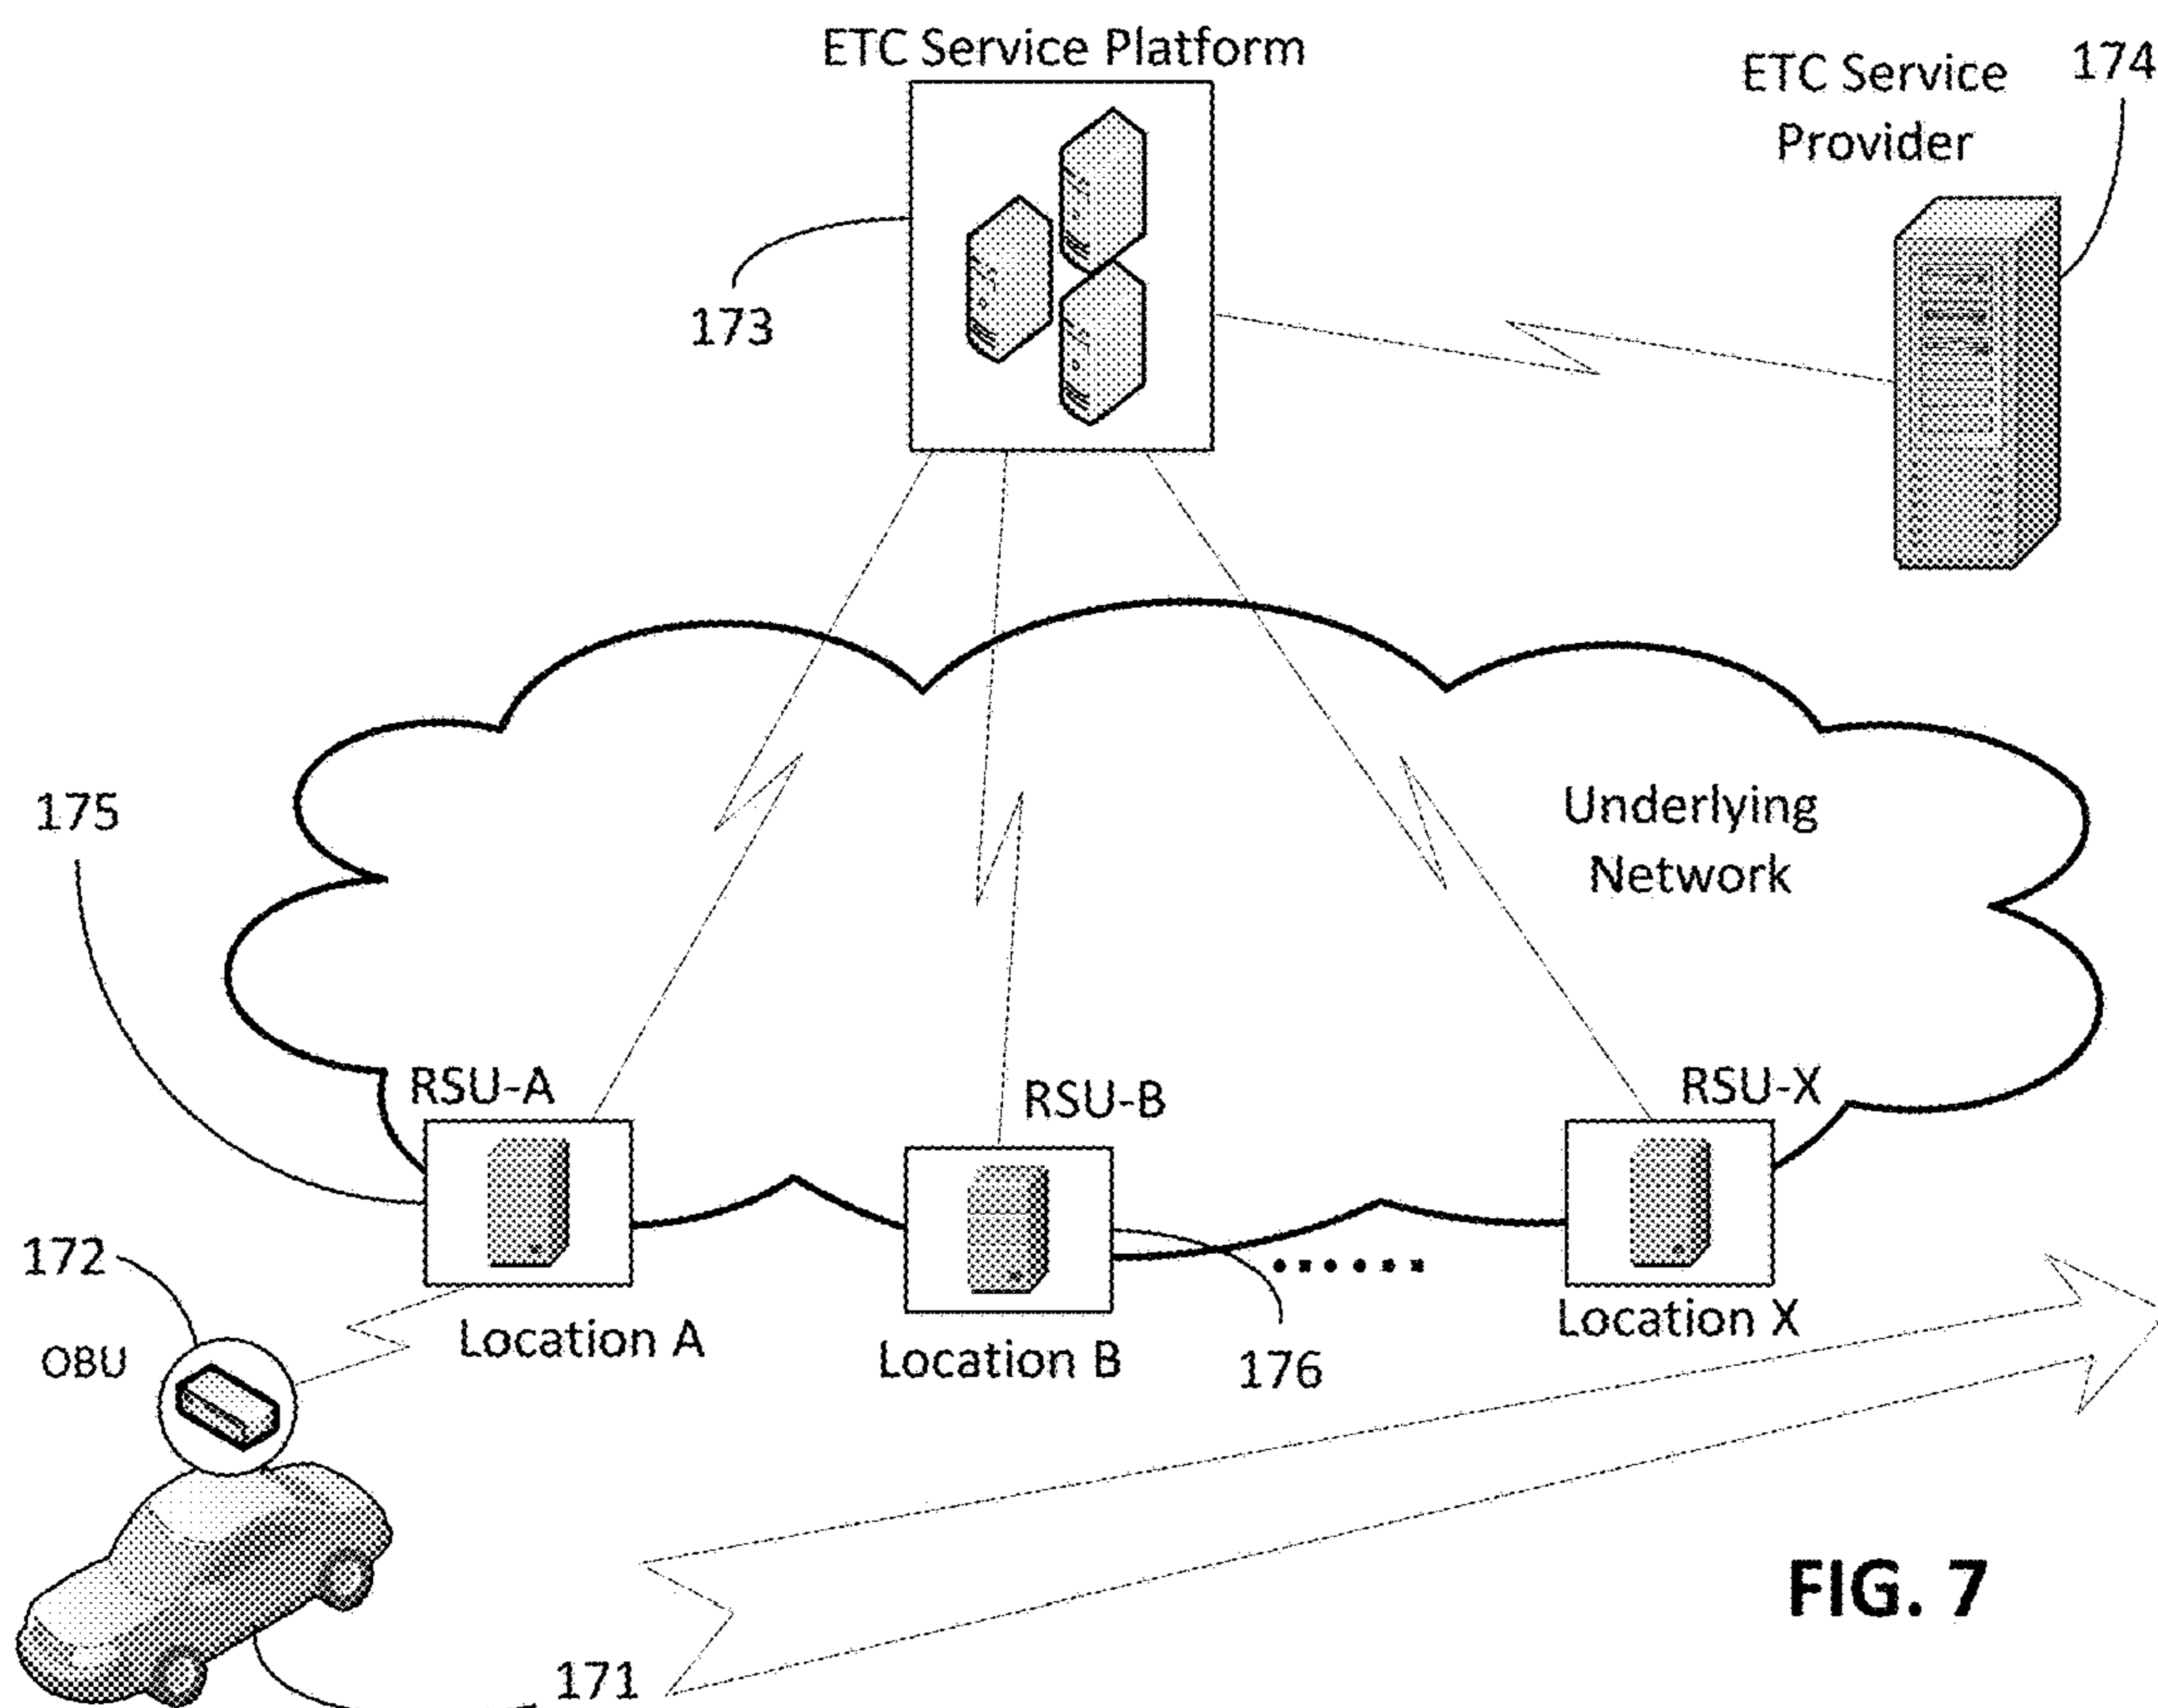 ETC Service Platform
ETC Service
Provider
174
173
Underlying
Network
175
RSU-A
RSU-B
RSU-X
172
OBU
Location A
Location B
176
Location X
171
FIG. 7